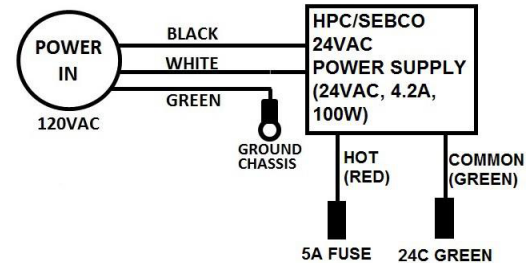 POWER
IN
120VAC
BLACK
WHITE
GREEN
GROUND
CHASSIS
HPC/SEBCO
24VAC
POWER SUPPLY
(24VAC, 4.2A,
100W)
HOT
(RED)
COMMON
(GREEN)
5A FUSE
24C GREEN